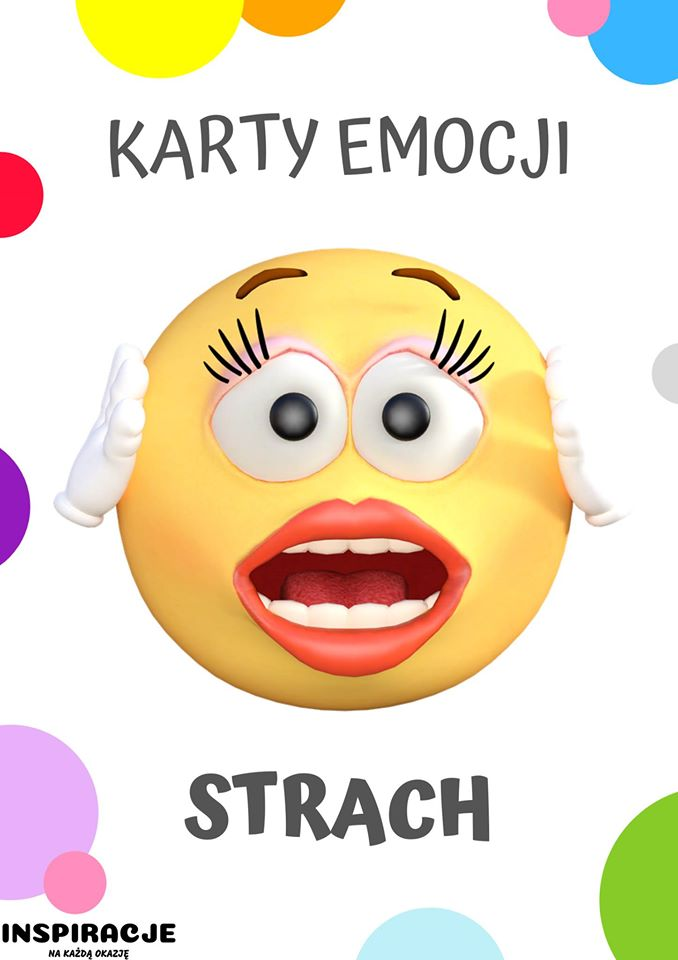 KARTY EMOCJI
STRACH
INSPIRACJE
NA KAŻDĄ OKAZJĘ